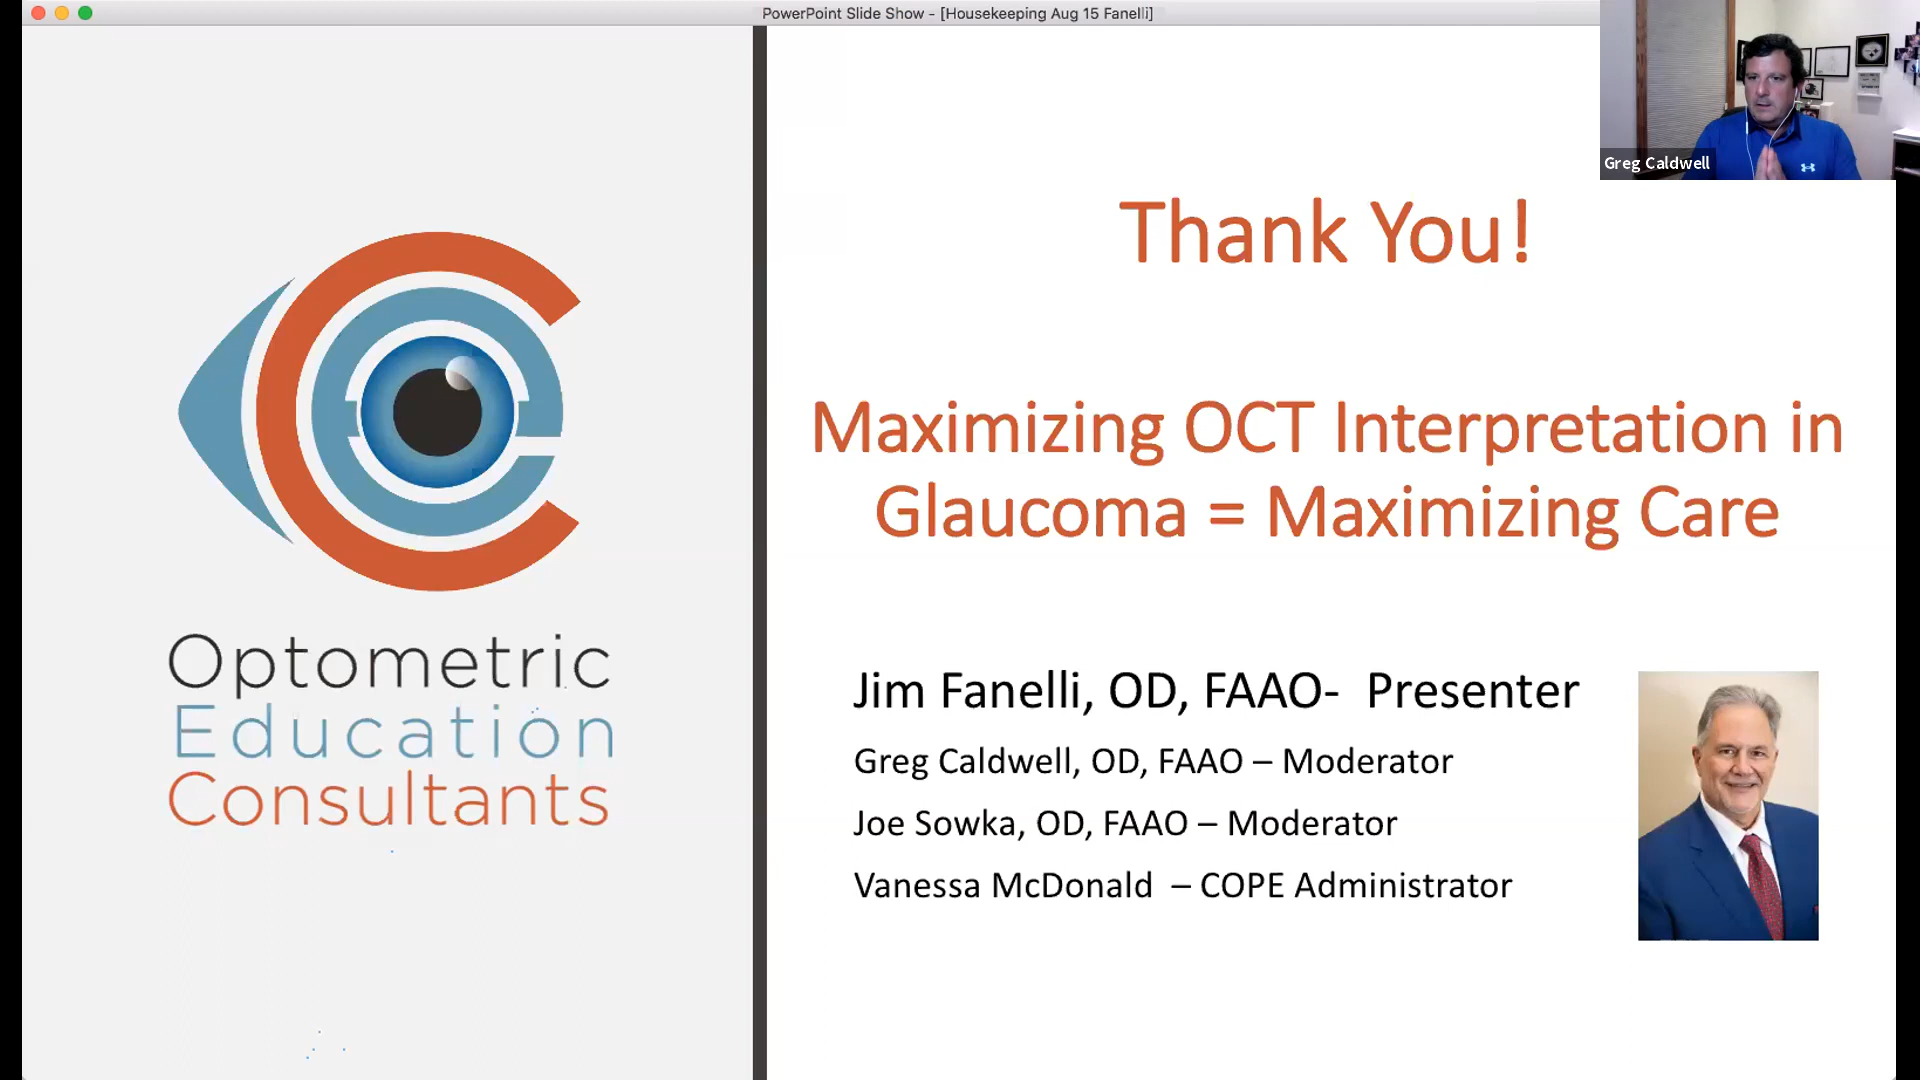 PowerPoint Slide Show - [Housekeeping Aug 15 Fanelli]
Greg Caldwell
Thank You!
Maximizing OCT Interpretation in
Glaucoma = Maximizing Care
Optometric
Education
Consultants
Jim Fanelli, OD, FAAO- Presenter
Greg Caldwell, OD, FAAO – Moderator
Joe Sowka, OD, FAAO – Moderator
Vanessa McDonald – COPE Administrator